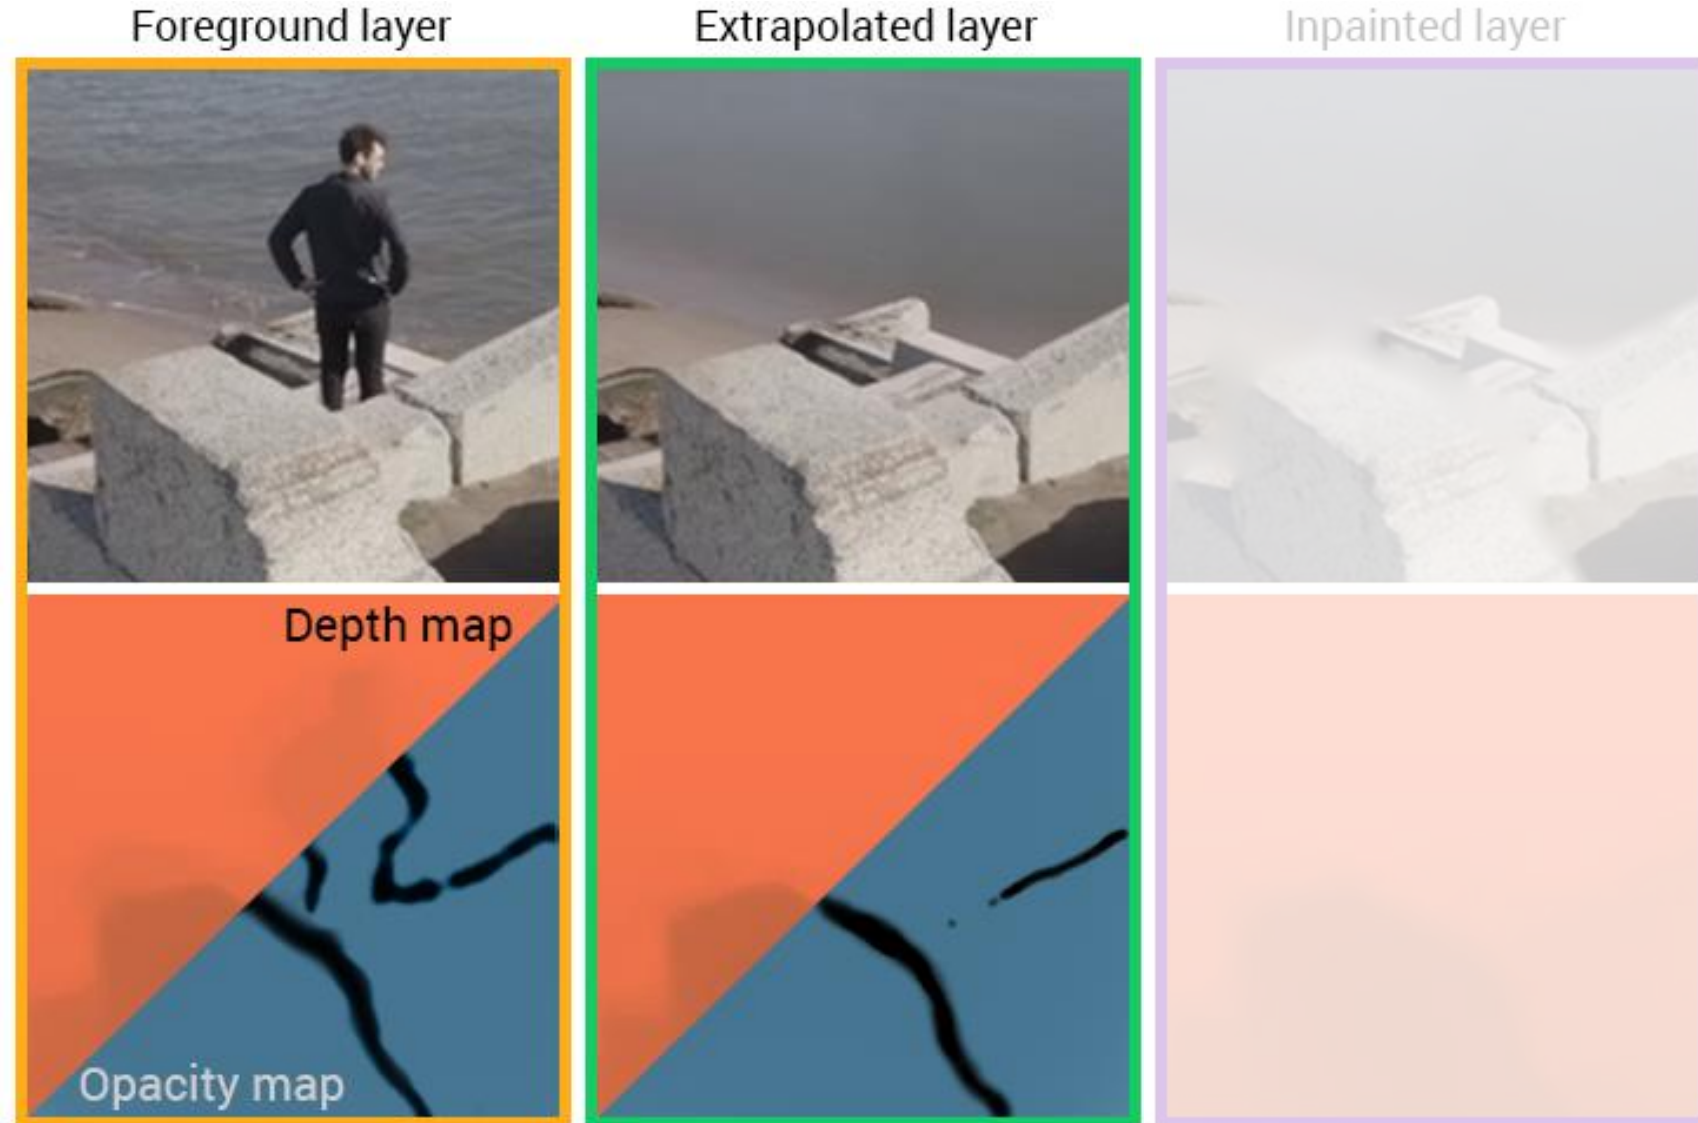 Foreground layer
Extrapolated layer
Inpainted layer
Depth map
Opacity map